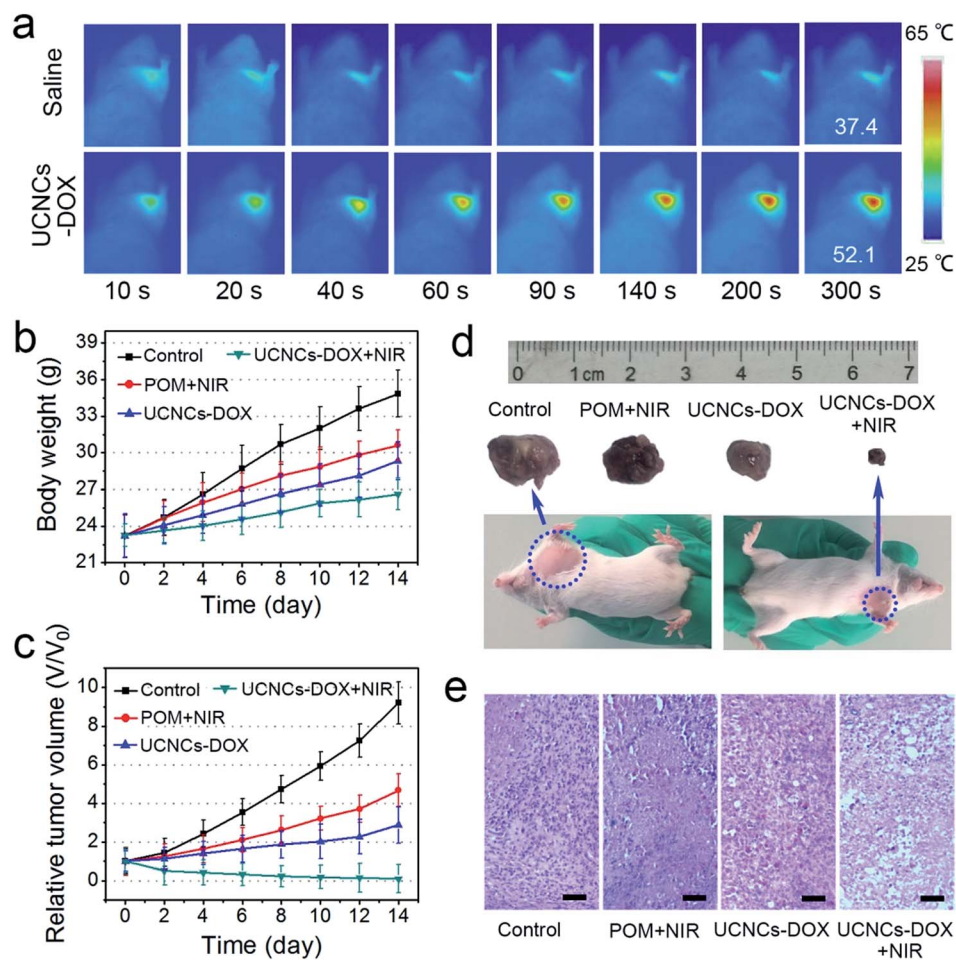 a
Saline
UCNCs
-DOX
37.4
52.1
65 ℃
25 ℃
10 s 20 s 40 s 60 s 90 s 140 s 200 s 300 s
b
Body weight (g)
39
36
33
30
27
24
21
Control
UCNCs-DOX+NIR
POM+NIR
UCNCs-DOX
0 2 4 6 8 10 12 14
Time (day)
c
Relative tumor volume (V/V₀)
10
8
6
4
2
0
Control
UCNCs-DOX+NIR
POM+NIR
UCNCs-DOX
0 2 4 6 8 10 12 14
Time (day)
d
0 1cm 2 3 4 5 6 7
Control POM+NIR UCNCs-DOX UCNCs-DOX
+NIR
e
Control POM+NIR UCNCs-DOX UCNCs-DOX
+NIR